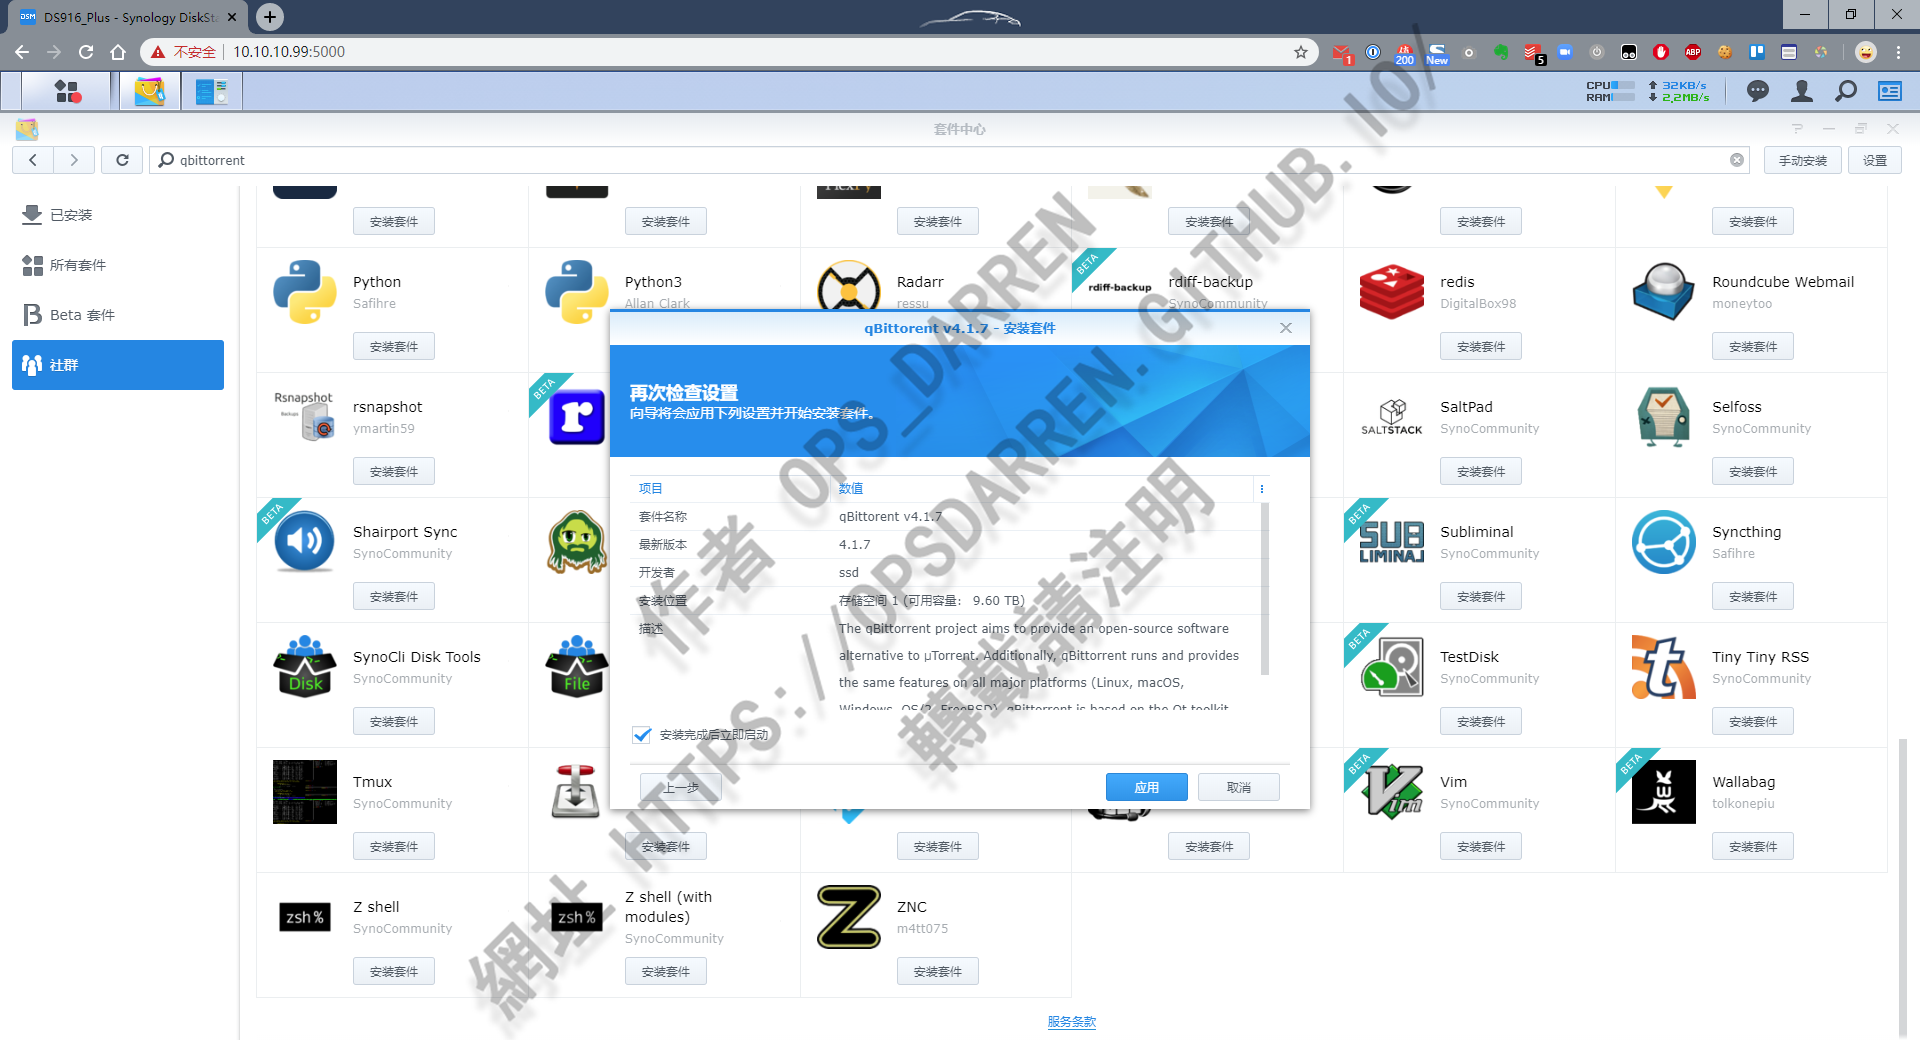 DS916_Plus - Synology DiskSta
不安全
10.10.10.99:5000
1
200
New
5
ABP
CPU
32KB/s
RAM
2,2MB/s
套件中心
qbittorrent
手动安装
设置
已安装
所有套件
Beta 套件
社群
安装套件
安装套件
安装套件
安装套件
安装套件
安装套件
Python
Safihre
安装套件
Python3
Allan Clark
Radarr
ressu
BETA
rdiff-backup
rdiff-backup
SynoCommunity
redis
DigitalBox98
安装套件
Roundcube Webmail
moneytoo
安装套件
Rsnapshot
Backups
rsnapshot
ymartin59
安装套件
BETA
r
SALTSTACK
SaltPad
SynoCommunity
安装套件
Selfoss
SynoCommunity
安装套件
BETA
Shairport Sync
SynoCommunity
安装套件
BETA
SUB
LIMINAL
Subliminal
SynoCommunity
安装套件
Syncthing
Safihre
安装套件
Disk
SynoCli Disk Tools
SynoCommunity
安装套件
File
BETA
TestDisk
SynoCommunity
安装套件
Tiny Tiny RSS
SynoCommunity
安装套件
Tmux
SynoCommunity
安装套件
安装套件
安装套件
安装套件
BETA
Vim
Vim
SynoCommunity
安装套件
BETA
Wallabag
tolkonepiu
安装套件
zsh %
Z shell
SynoCommunity
安装套件
zsh %
Z shell (with
modules)
SynoCommunity
安装套件
ZNC
m4tt075
安装套件
服务条款
qBittorent v4.1.7 - 安装套件
再次检查设置
向导将会应用下列设置并开始安装套件。
项目
数值
套件名称
qBittorent v4.1.7
最新版本
4.1.7
开发者
ssd
安装位置
存储空间 1 (可用容量： 9.60 TB)
描述
The qBittorrent project aims to provide an open-source software
alternative to µTorrent. Additionally, qBittorrent runs and provides
the same features on all major platforms (Linux, macOS,
Windows, OS/2, FreeBSD). qBittorrent is based on the Qt toolkit
安装完成后立即启动
上一步
应用
取消
作者 OPS_DARREN
網址 HTTPS://OPSDARREN.GITHUB.IO/
轉載請注明